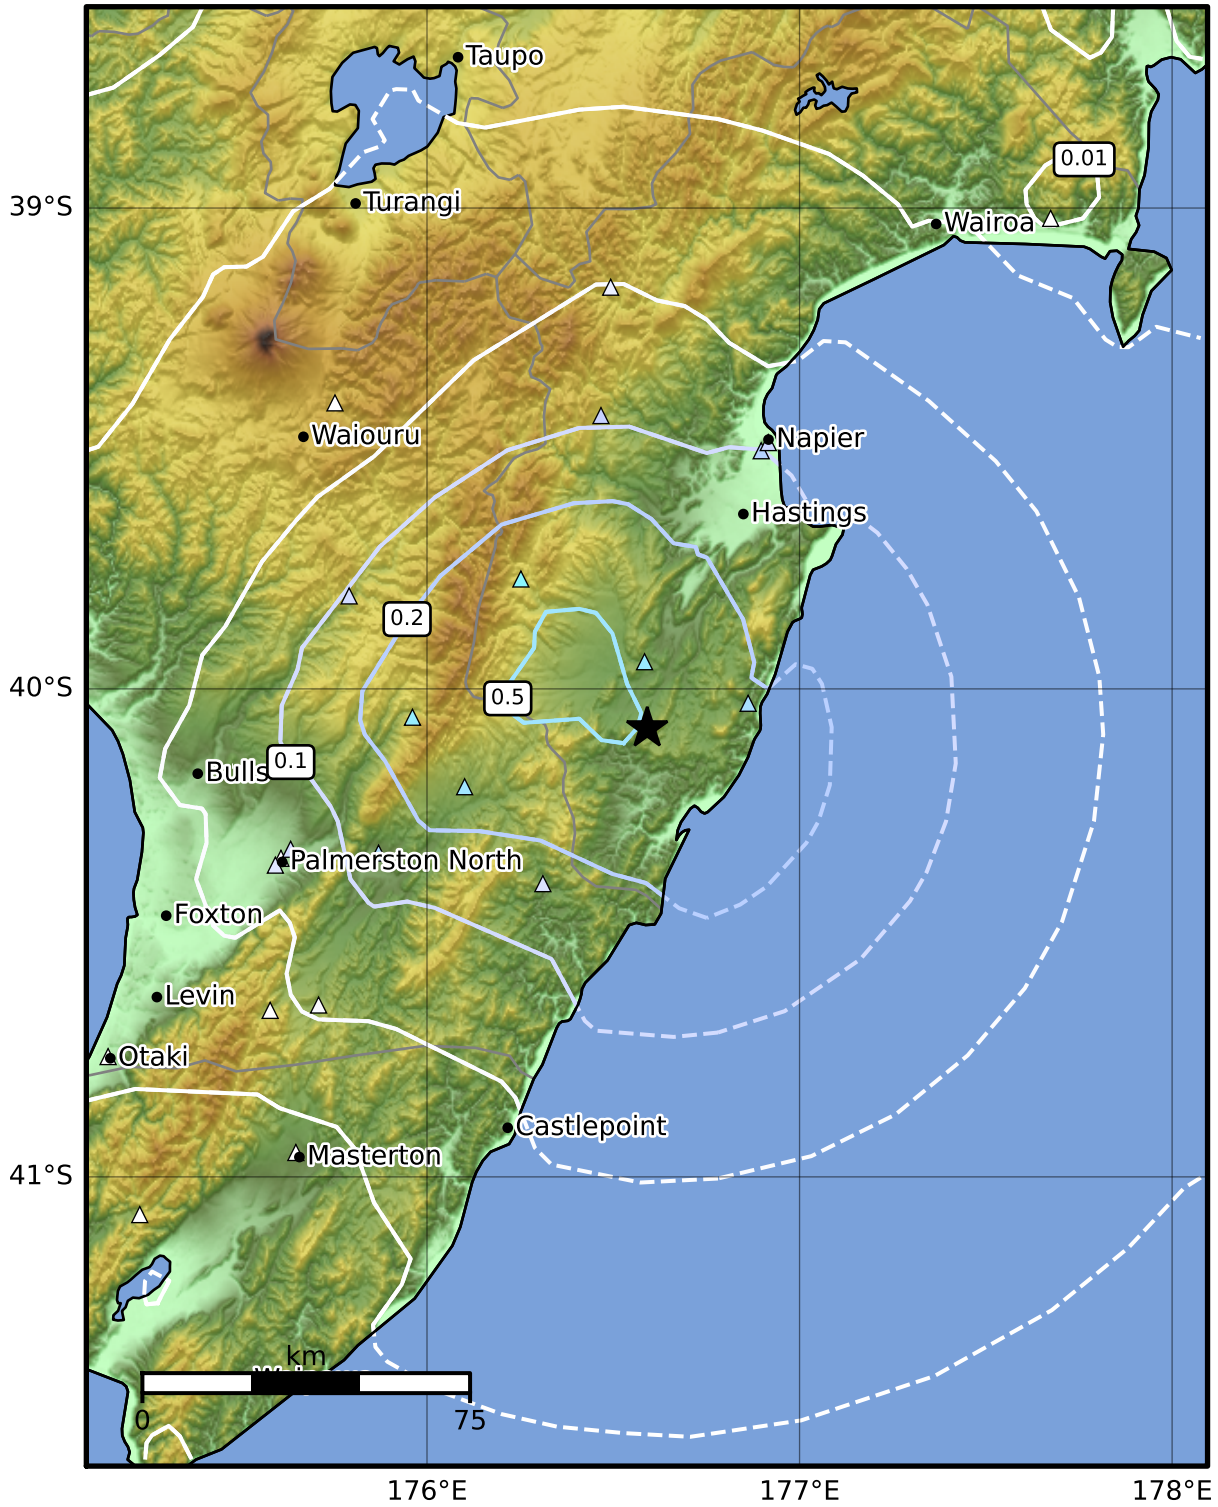 Taupo
0.01
39°S
Turangi
Wairoa
Waiouru
Napier
Hastings
0.2
40°S
0.5
0.1
Bulls
Palmerston North
Foxton
Levin
Otaki
Castlepoint
Masterton
41°S
km
0
75
176°E
177°E
178°E